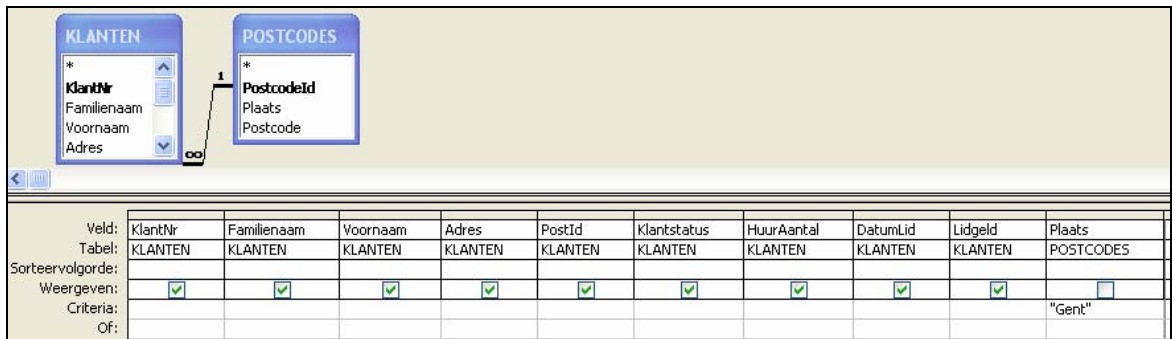 KLANTEN
*
KlantNr
Familienaam
Voornaam
Adres
1
∞
POSTCODES
*
PostcodeId
Plaats
Postcode
Veld: KlantNr Familienaam Voornaam Adres PostId Klantstatus HuurAantal DatumLid Lidgeld Plaats
Tabel: KLANTEN KLANTEN KLANTEN KLANTEN KLANTEN KLANTEN KLANTEN KLANTEN KLANTEN POSTCODES
Sorteervolgorde:
Weergeven:
Criteria: "Gent"
Of: